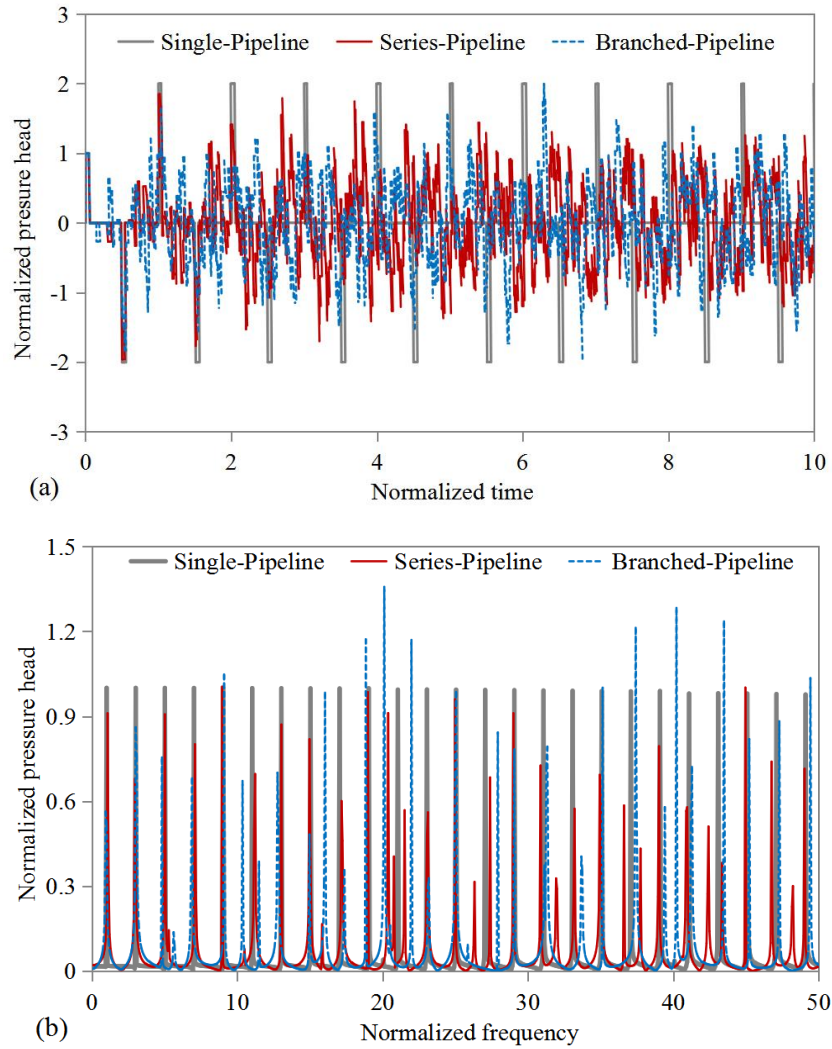 3
Single-Pipeline Series-Pipeline Branched-Pipeline
2
1
0
-1
-2
-3
Normalized presure head
0 2 4 6 8 10
Normalized time
(a)
1.5
Single-Pipeline Series-Pipeline Branched-Pipeline
1.2
0.9
0.6
0.3
0
Normalized pressure head
0 10 20 30 40 50
Normalized frequency
(b)